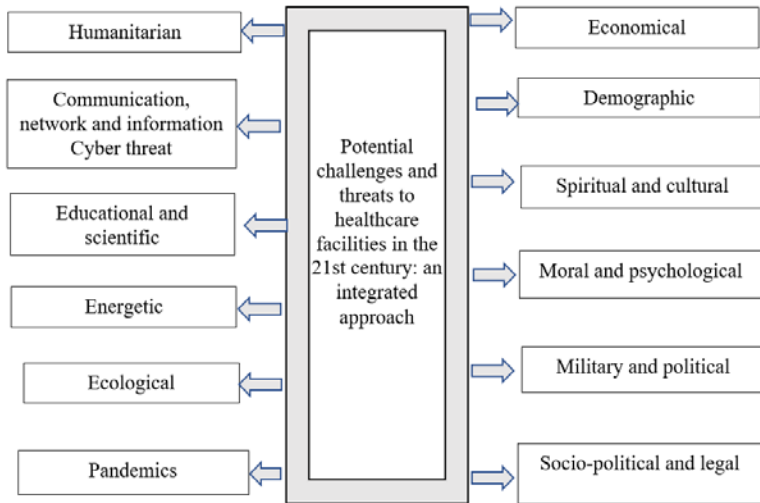 Humanitarian
Communication,
network and information
Cyber threat
Educational and
scientific
Energetic
Ecological
Pandemics
Potential
challenges and
threats to
healthcare
facilities in the
21st century: an
integrated
approach
Economical
Demographic
Spiritual and cultural
Moral and psychological
Military and political
Socio-political and legal